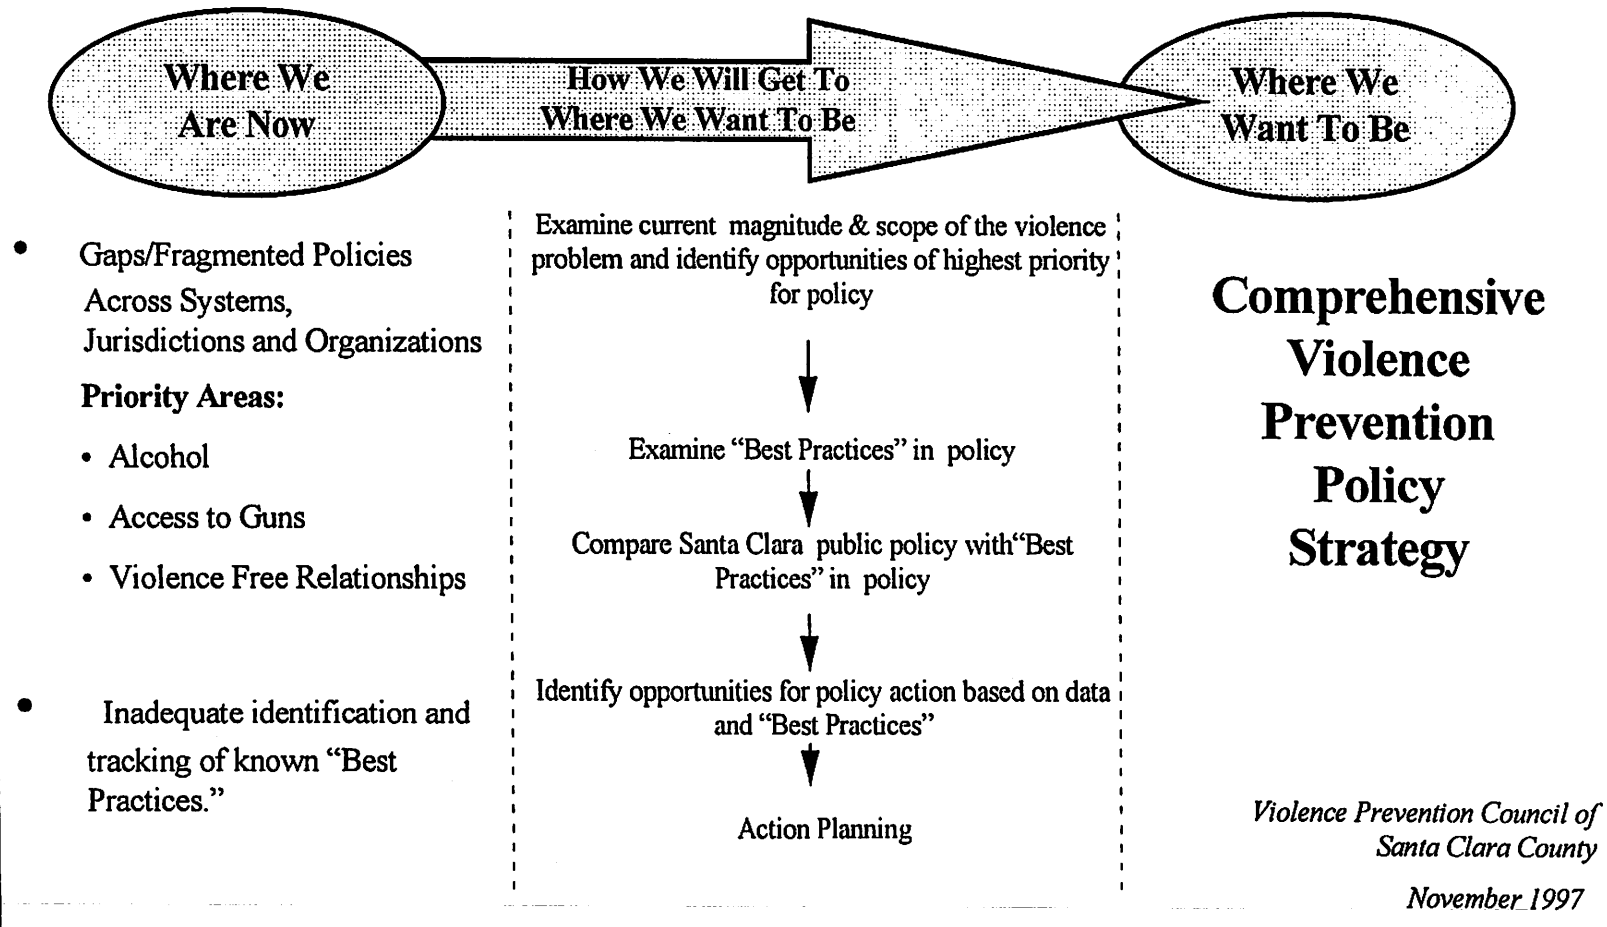 Where We
Are Now
How We Will Get To
Where We Want To Be
Where We
Want To Be
• Gaps/Fragmented Policies
Across Systems,
Jurisdictions and Organizations
Priority Areas:
• Alcohol
• Access to Guns
• Violence Free Relationships
• Inadequate identification and
tracking of known “Best
Practices.”
Examine current magnitude & scope of the violence
problem and identify opportunities of highest priority
for policy
Examine “Best Practices” in policy
Compare Santa Clara public policy with“Best
Practices” in policy
Identify opportunities for policy action based on data
and “Best Practices”
Action Planning
Comprehensive
Violence
Prevention
Policy
Strategy
Violence Prevention Council of
Santa Clara County
November 1997